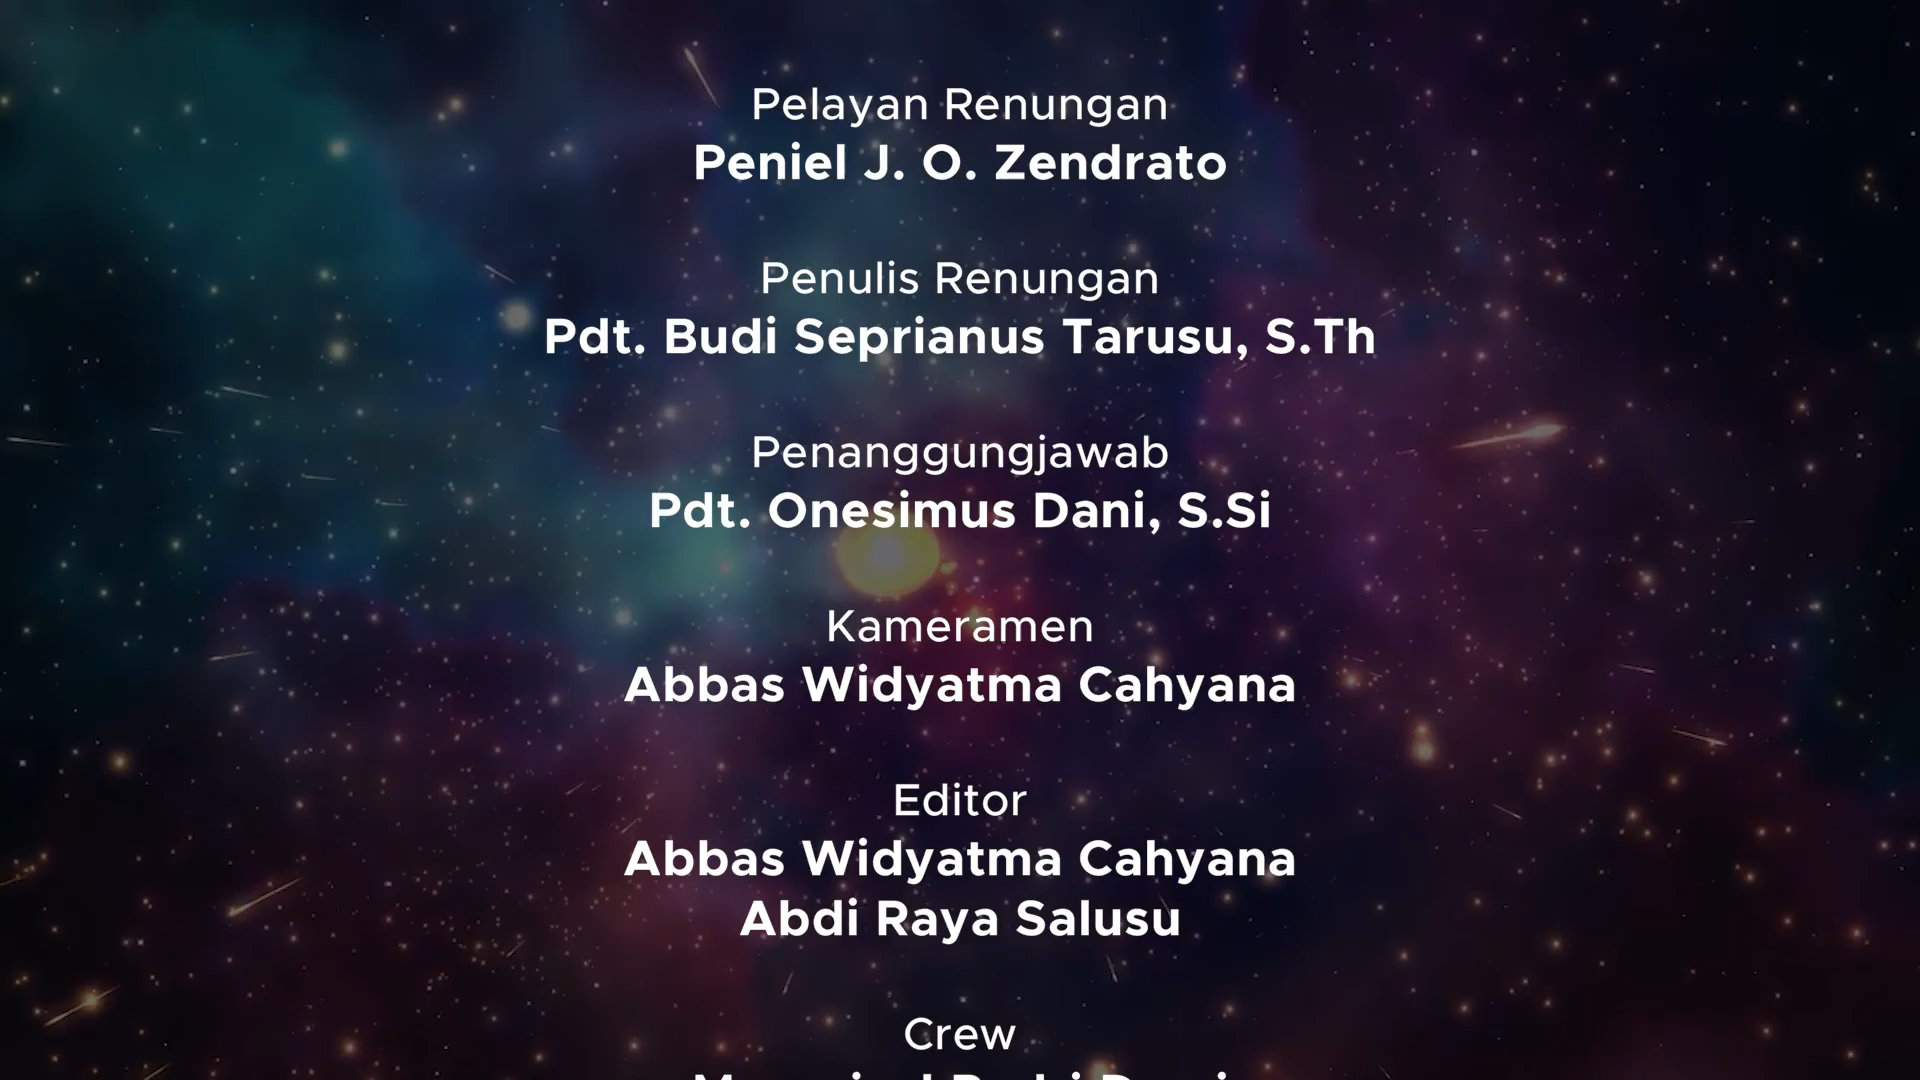 Pelayan Renungan
Peniel J. O. Zendrato
Penulis Renungan
Pdt. Budi Seprianus Tarusu, S.Th
Penanggungjawab
Pdt. Onesimus Dani, S.Si
Kameramen
Abbas Widyatma Cahyana
Editor
Abbas Widyatma Cahyana
Abdi Raya Salusu
Crew